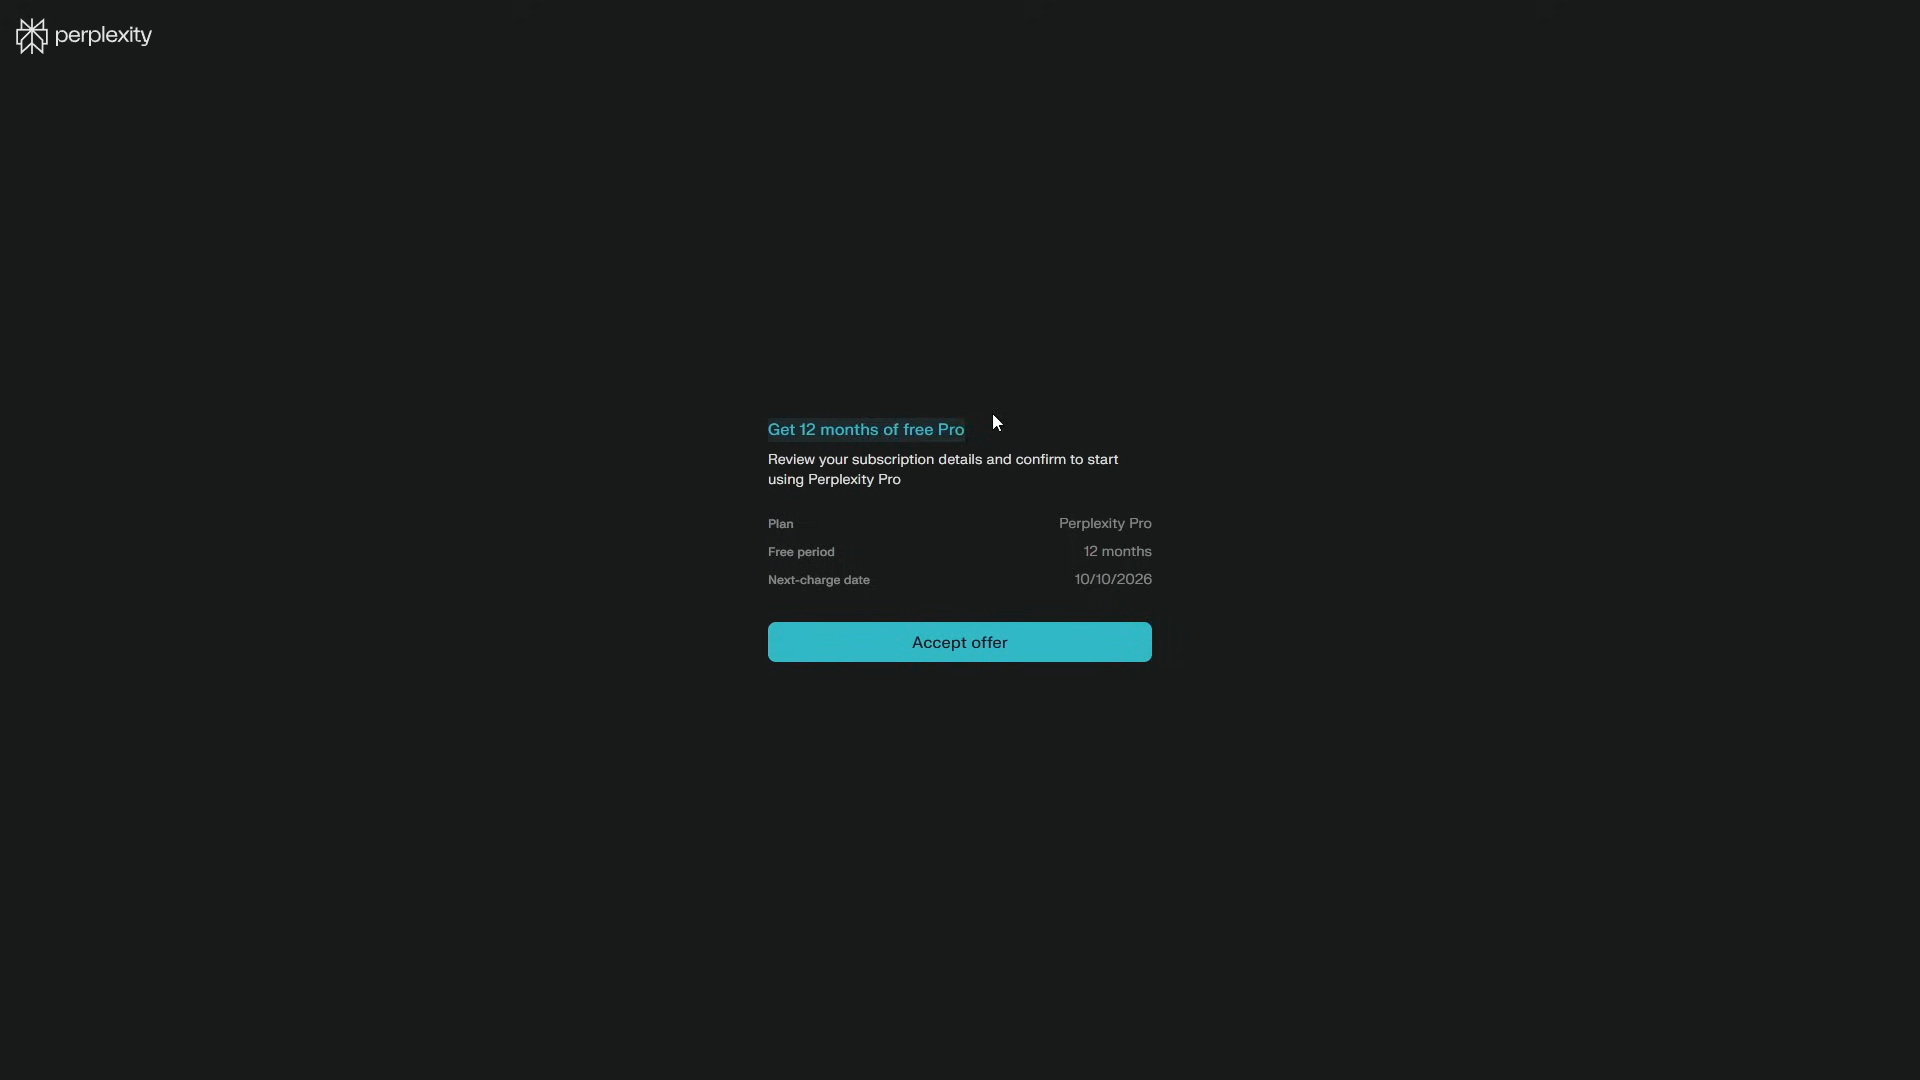 perplexity
Get 12 months of free Pro
Review your subscription details and confirm to start
using Perplexity Pro
Plan Perplexity Pro
Free period 12 months
Next-charge date 10/10/2026
Accept offer